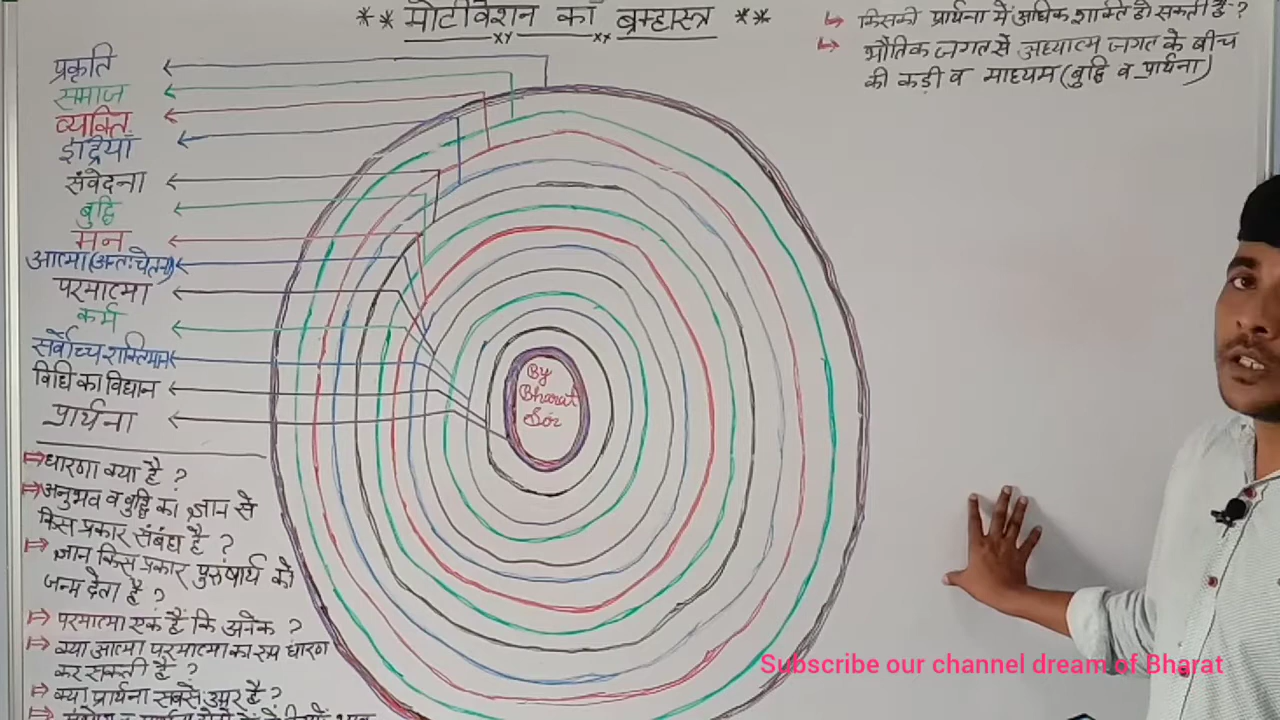 ** मोटीवेशन का ब्रम्हास्त्र **
प्रकृति
समाज
व्यक्ति
इंद्रियाँ
संवेदना
बुद्धि
मन
आत्मा(अन्तःचेतना)
परमात्मा
कर्म
सर्वोच्च शक्तिमान
विधि का विधान
प्रार्थना
धारणा क्या है ?
अनुभव व बुद्धि का ज्ञान से
किस प्रकार संबंध है ?
ज्ञान किस प्रकार पुरुषार्थ को
जन्म देता है ?
परमात्मा एक हैं कि अनेक ?
क्या आत्मा परमात्मा का रूप धारण
कर सकती है ?
क्या प्रार्थना सबसे ऊपर है ?
By
Bharat
Sir
किसकी प्रार्थना में अधिक शक्ति हो सकती है ?
भौतिक जगत से अध्यात्म जगत के बीच
की कड़ी व माध्यम (बुद्धि व प्रार्थना)
Subscribe our channel dream of Bharat